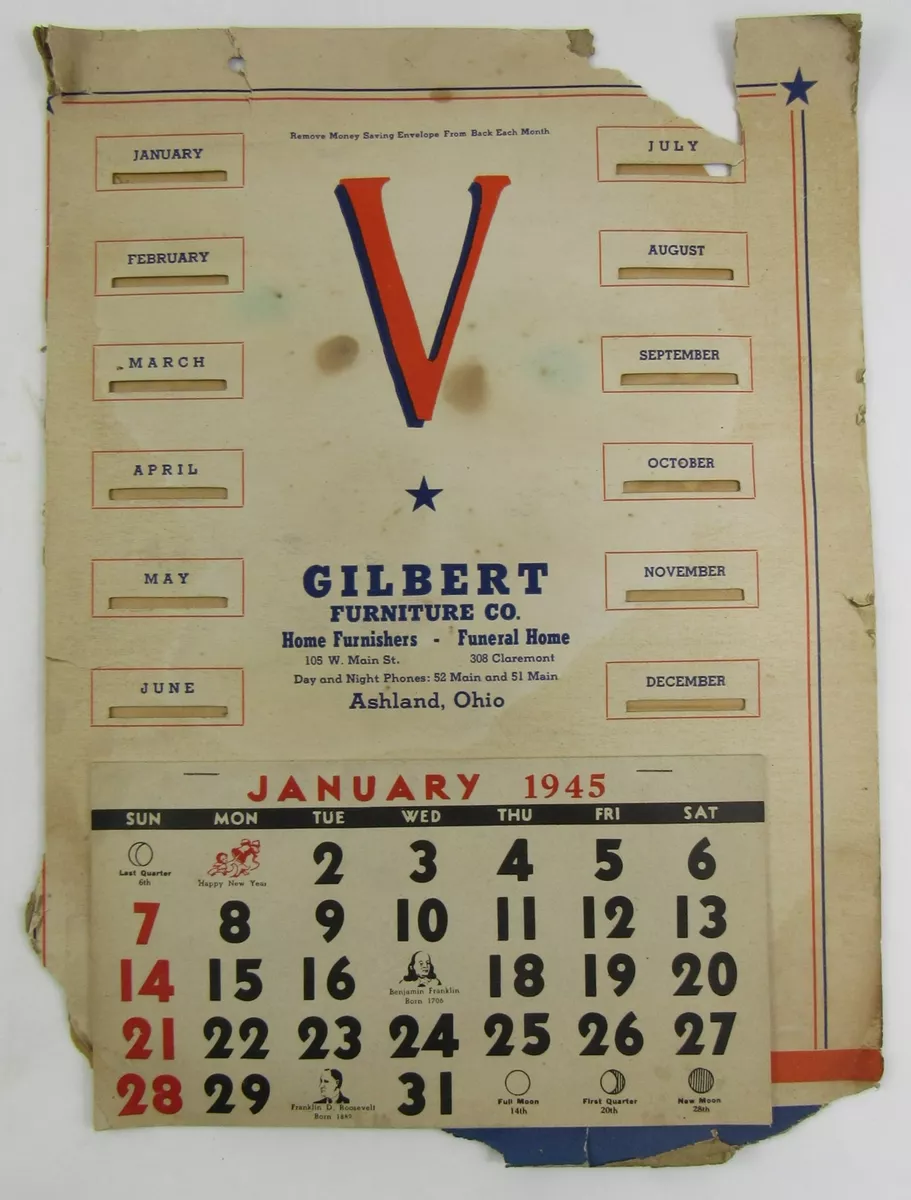 Remove Money Saving Envelope From Back Each Month
JANUARY
FEBRUARY
MARCH
APRIL
MAY
JUNE
JULY
AUGUST
SEPTEMBER
OCTOBER
NOVEMBER
DECEMBER
V
GILBERT
FURNITURE CO.
Home Furnishers - Funeral Home
105 W. Main St. 308 Claremont
Day and Night Phones: 52 Main and 51 Main
Ashland, Ohio
JANUARY 1945
SUN MON TUE WED THU FRI SAT
Last Quarter 6th Happy New Year 2 3 4 5 6
7 8 9 10 11 12 13
14 15 16 Benjamin Franklin Born 1706 18 19 20
21 22 23 24 25 26 27
28 29 Franklin D. Roosevelt Born 31 Full Moon 14th First Quarter 20th New Moon 28th